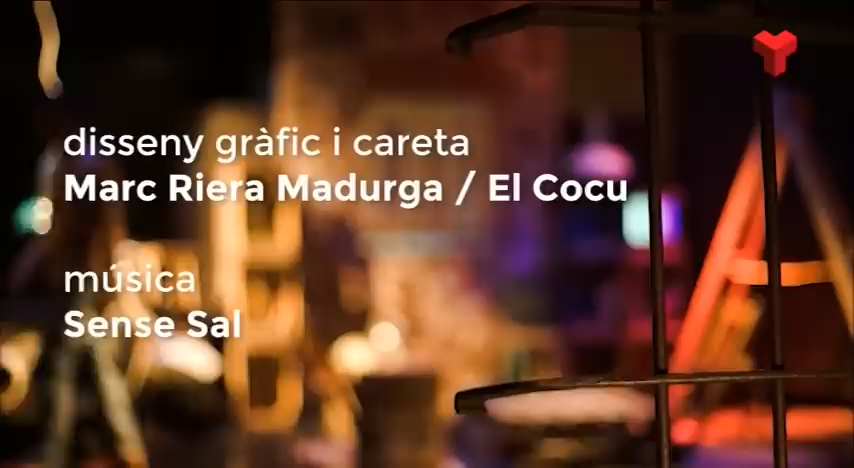 disseny gràfic i careta
Marc Riera Madurga / El Cocu
música
Sense Sal